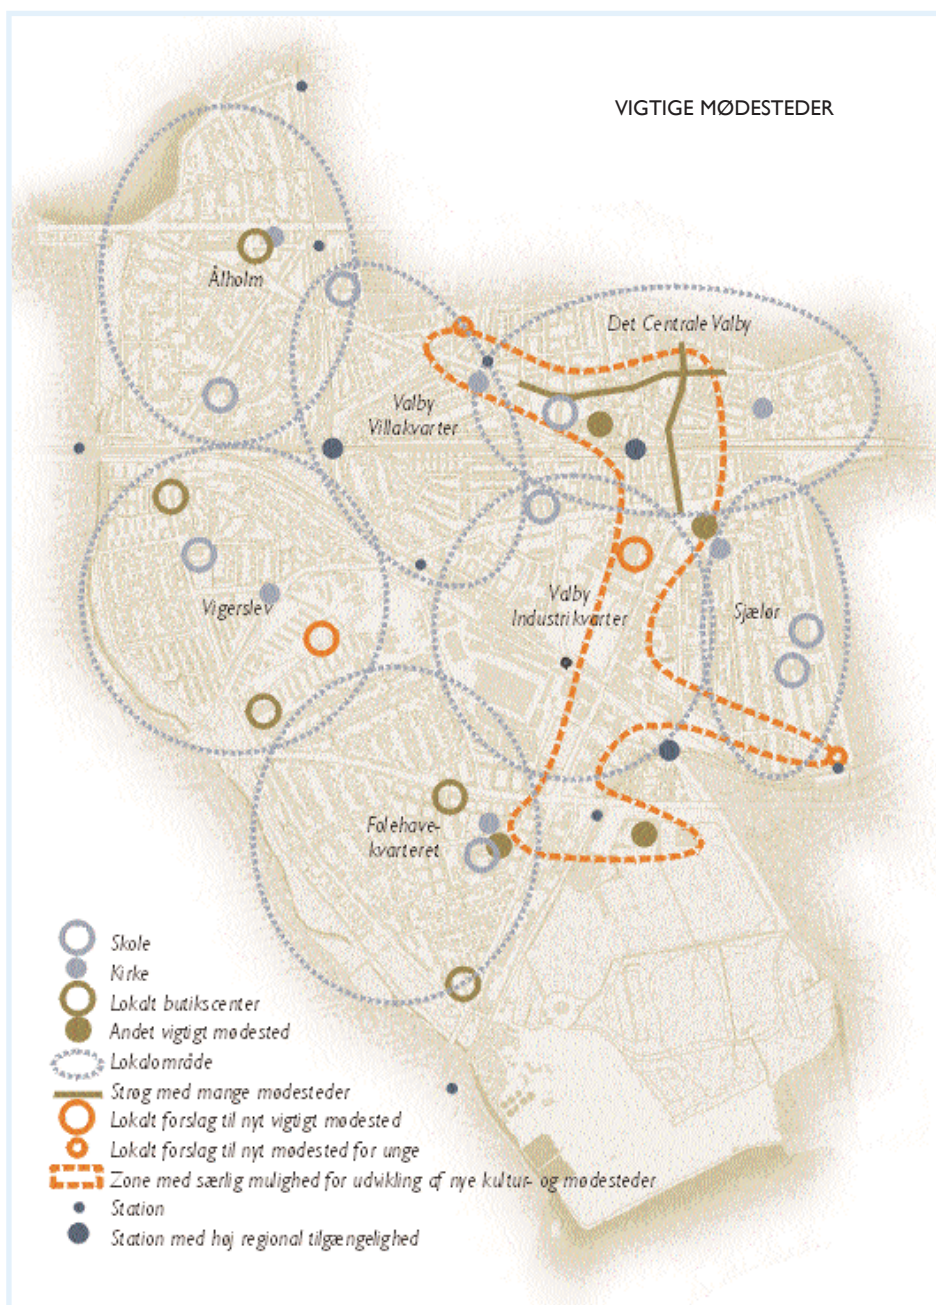 VIGTIGE MØDESTEDER
Ålholm
Det Centrale Valby
Valby
Villakvarter
Vigerslev
Valby
Industrikvarter
Sjælør
Folehave-
kvarteret
Skole
Kirke
Lokalt butikscenter
Andet vigtigt mødested
Lokalområde
Strøg med mange mødesteder
Lokalt forslag til nyt vigtigt mødested
Lokalt forslag til nyt mødested for unge
Zone med særlig mulighed for udvikling af nye kultur- og mødesteder
Station
Station med høj regional tilgængelighed